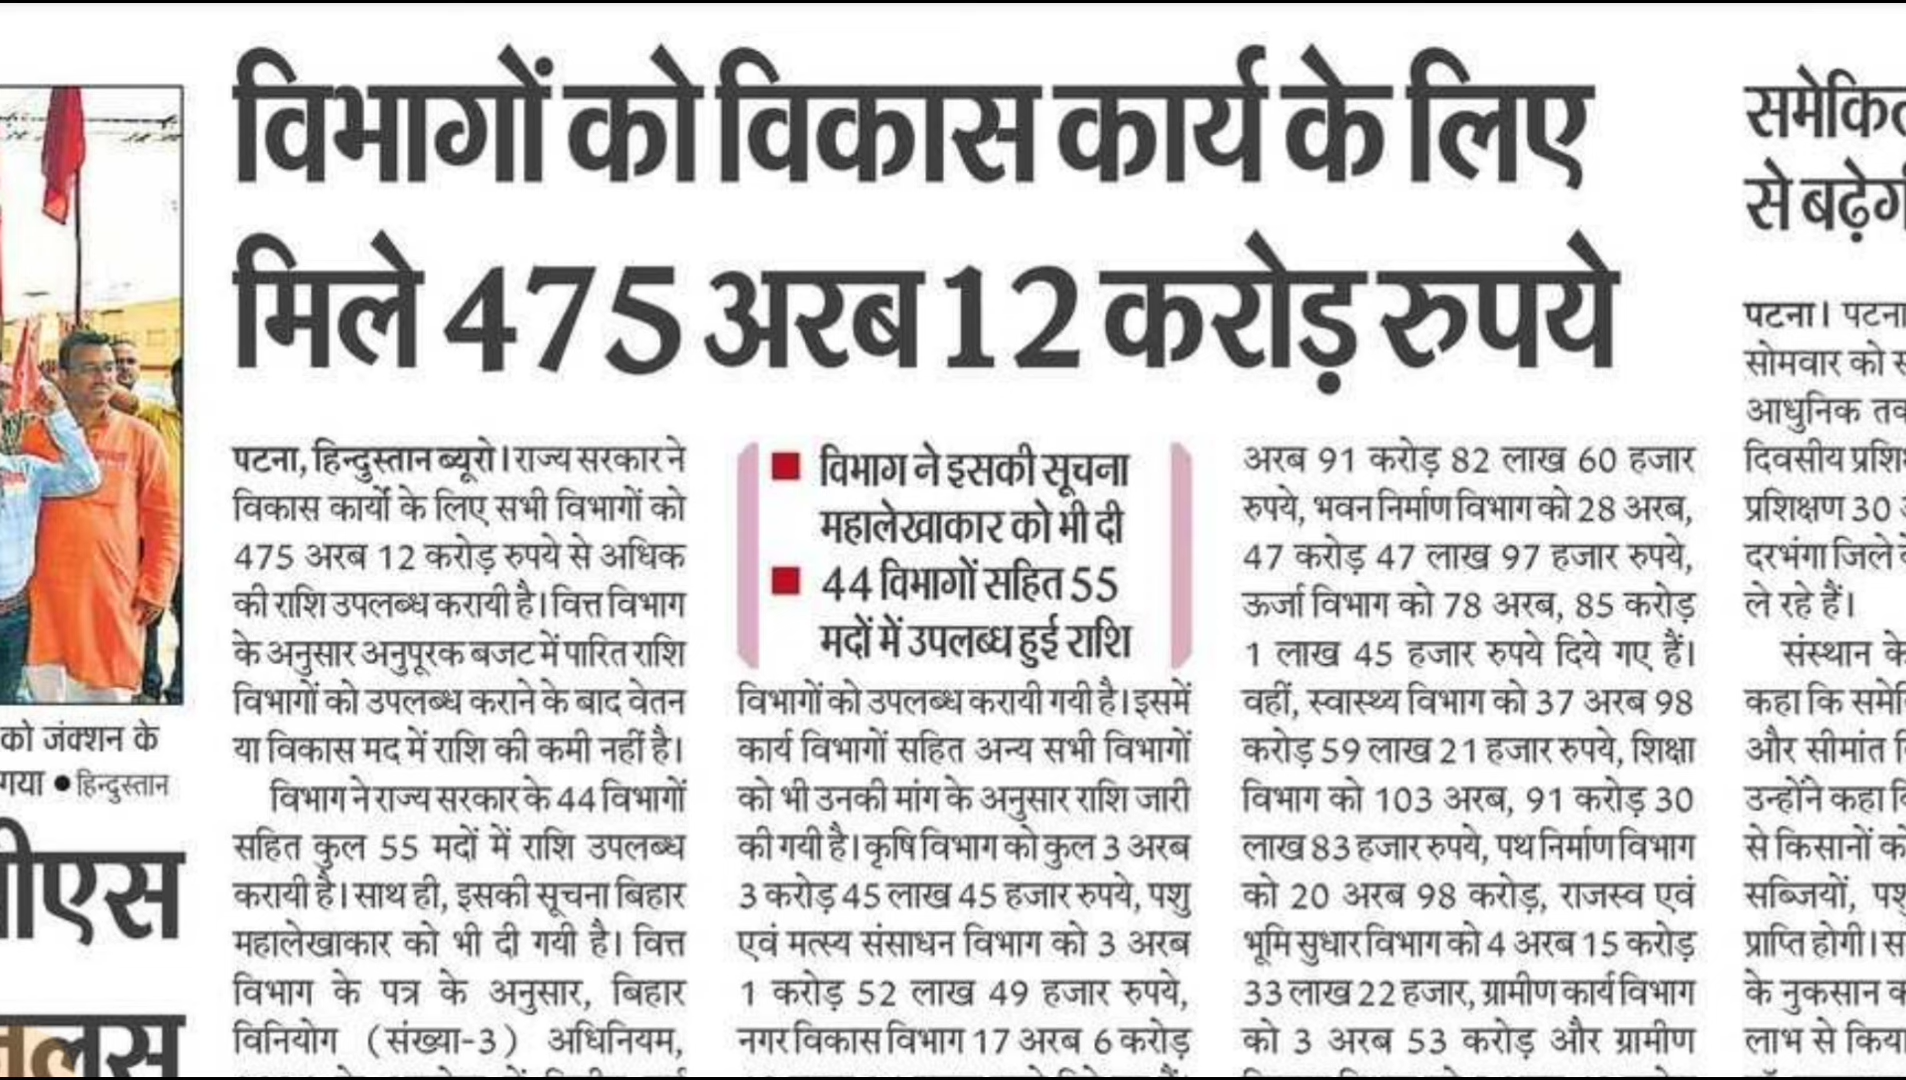 विभागों को विकास कार्य के लिए
मिले 475 अरब 12 करोड़ रुपये
को जंक्शन के
गया ● हिन्दुस्तान
पटना, हिन्दुस्तान ब्यूरो। राज्य सरकार ने
विकास कार्यों के लिए सभी विभागों को
475 अरब 12 करोड़ रुपये से अधिक
की राशि उपलब्ध करायी है। वित्त विभाग
के अनुसार अनुपूरक बजट में पारित राशि
विभागों को उपलब्ध कराने के बाद वेतन
या विकास मद में राशि की कमी नहीं है।
विभाग ने राज्य सरकार के 44 विभागों
सहित कुल 55 मदों में राशि उपलब्ध
करायी है। साथ ही, इसकी सूचना बिहार
महालेखाकार को भी दी गयी है। वित्त
विभाग के पत्र के अनुसार, बिहार
विनियोग (संख्या-3) अधिनियम,
■ विभाग ने इसकी सूचना
महालेखाकार को भी दी
■ 44 विभागों सहित 55
मदों में उपलब्ध हुई राशि
विभागों को उपलब्ध करायी गयी है। इसमें
कार्य विभागों सहित अन्य सभी विभागों
को भी उनकी मांग के अनुसार राशि जारी
की गयी है। कृषि विभाग को कुल 3 अरब
3 करोड़ 45 लाख 45 हजार रुपये, पशु
एवं मत्स्य संसाधन विभाग को 3 अरब
1 करोड़ 52 लाख 49 हजार रुपये,
नगर विकास विभाग 17 अरब 6 करोड़
अरब 91 करोड़ 82 लाख 60 हजार
रुपये, भवन निर्माण विभाग को 28 अरब,
47 करोड़ 47 लाख 97 हजार रुपये,
ऊर्जा विभाग को 78 अरब, 85 करोड़
1 लाख 45 हजार रुपये दिये गए हैं।
वहीं, स्वास्थ्य विभाग को 37 अरब 98
करोड़ 59 लाख 21 हजार रुपये, शिक्षा
विभाग को 103 अरब, 91 करोड़ 30
लाख 83 हजार रुपये, पथ निर्माण विभाग
को 20 अरब 98 करोड़, राजस्व एवं
भूमि सुधार विभाग को 4 अरब 15 करोड़
33 लाख 22 हजार, ग्रामीण कार्य विभाग
को 3 अरब 53 करोड़ और ग्रामीण
से
पटना। पटना
सोमवार को
आधुनिक
दिवसीय
प्रशिक्षण 30
दरभंगा जिले
ले रहे हैं।
संस्थान के
कहा कि
और सीमांत
उन्होंने कहा
से किसानों को
सब्जियों,
प्राप्ति होगी।
के नुकसान
लाभ से